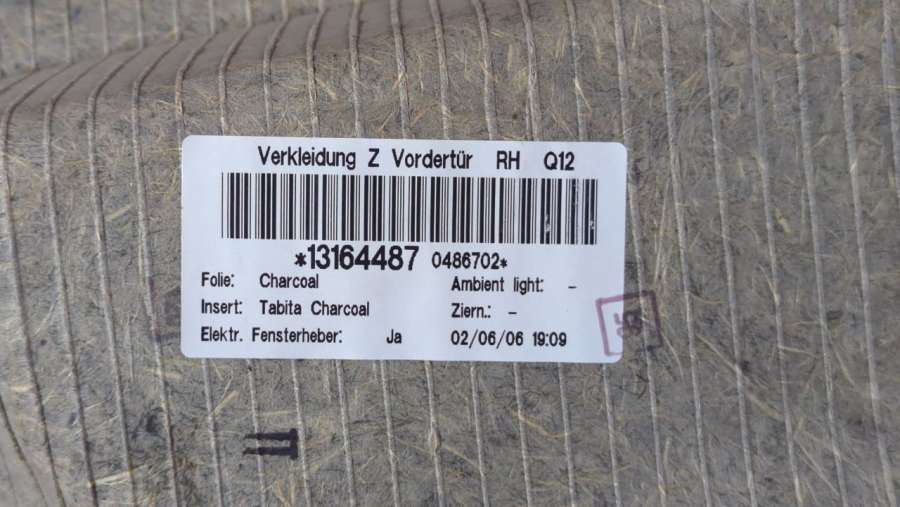 Verkleidung Z Vordertür RH Q12
*13164487 0486702*
Folie: Charcoal Ambient light: -
Insert: Tabita Charcoal Ziern.: -
Elektr. Fensterheber: Ja 02/06/06 19:09